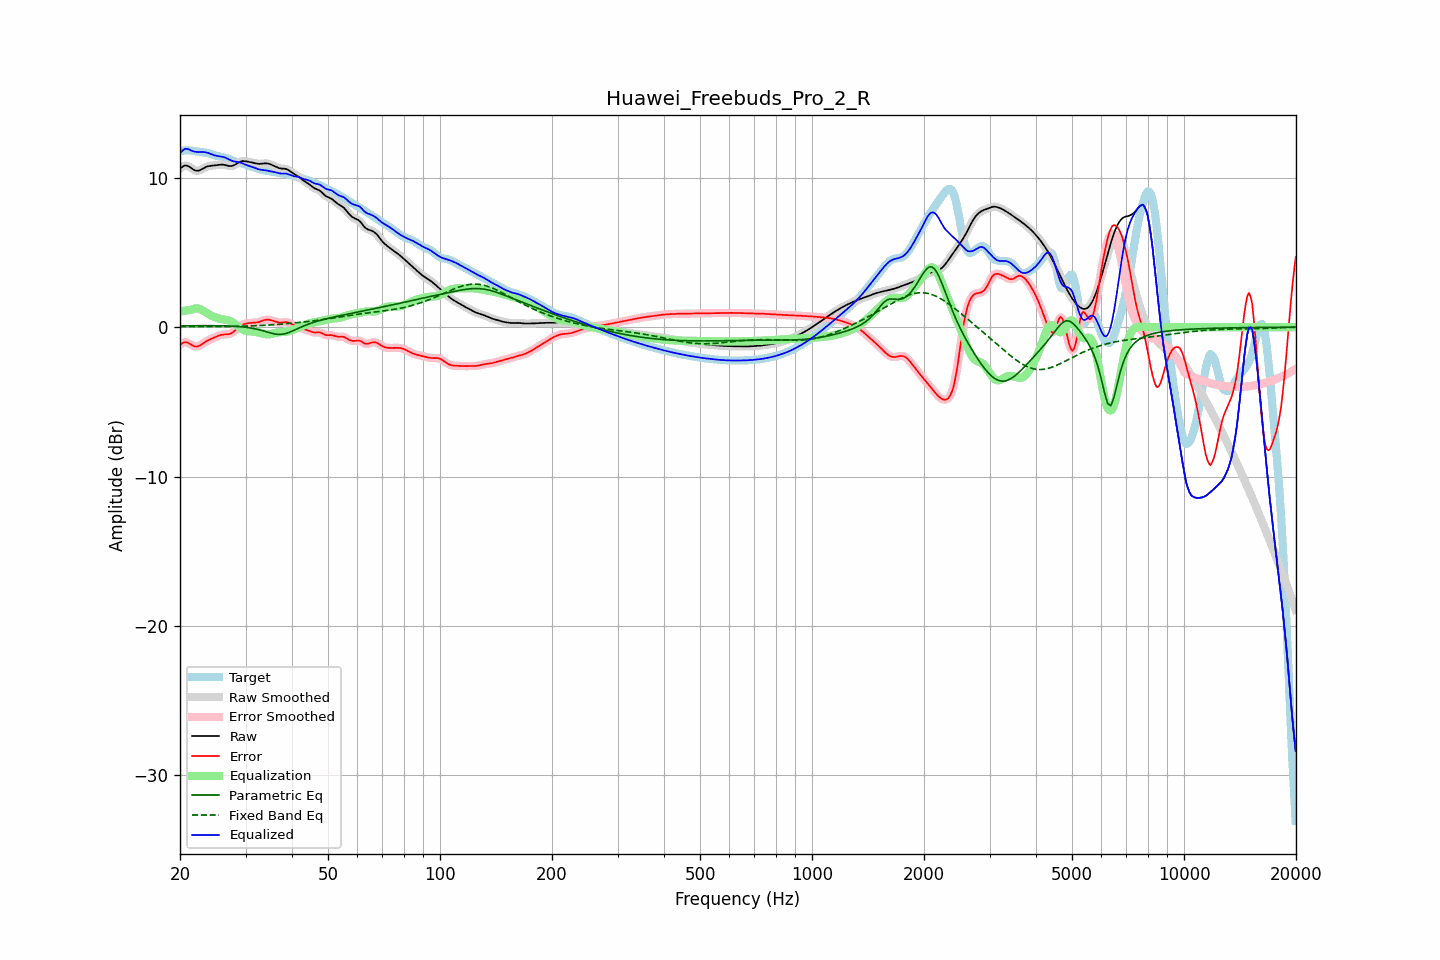 Huawei_Freebuds_Pro_2_R
10
0
−10
−20
−30
Amplitude (dBr)
Target
Raw Smoothed
Error Smoothed
Raw
Error
Equalization
Parametric Eq
Fixed Band Eq
Equalized
20 50 100 200 500 1000 2000 5000 10000 20000
Frequency (Hz)